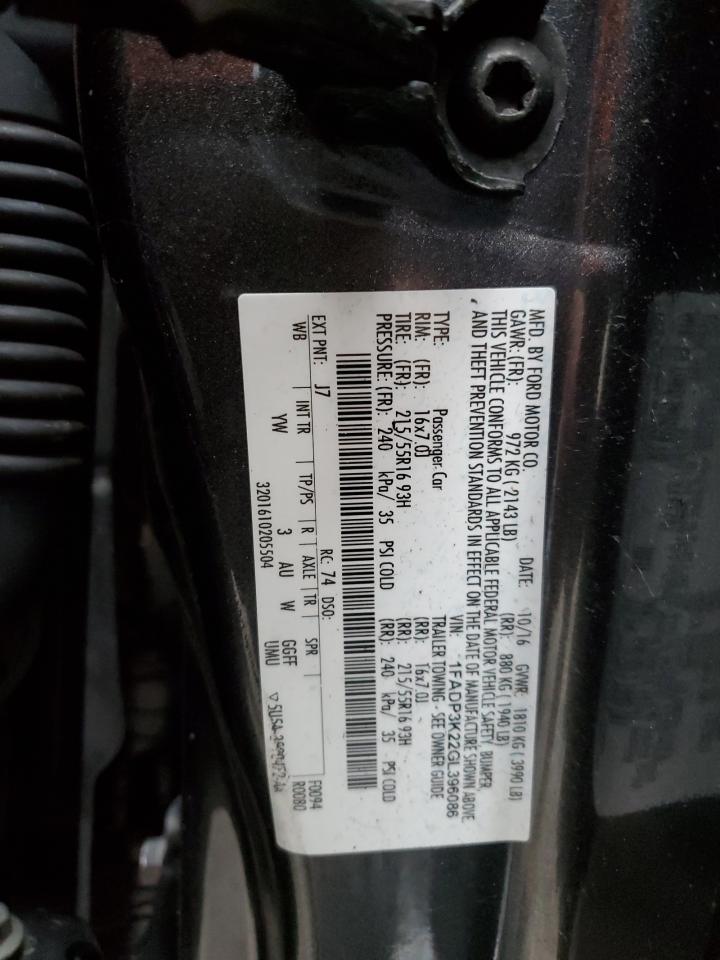 MFD. BY FORD MOTOR CO. DATE: 10/16 GVWR: 1810 KG ( 3990 LB)
GAWR: (FR): 972 KG ( 2143 LB) (RR): 880 KG ( 1940 LB)
THIS VEHICLE CONFORMS TO ALL APPLICABLE FEDERAL MOTOR VEHICLE SAFETY, BUMPER,
AND THEFT PREVENTION STANDARDS IN EFFECT ON THE DATE OF MANUFACTURE SHOWN ABOVE
VIN: 1FADP3K22GL396086
TYPE: Passenger Car TRAILER TOWING - SEE OWNER GUIDE
RIM: (FR): 16x7.0J (RR): 16x7.0J
TIRE: (FR): 215/55R16 93H (RR): 215/55R16 93H
PRESSURE: (FR): 240 kPa/ 35 PSI COLD (RR): 240 kPa/ 35 PSI COLD
EXT PNT: J7 RC: 74 DSO: F0094
WB INT TR TP/PS R AXLE TR SPR R0080
YW 3 AU W GGFF
3201610205504 UMU